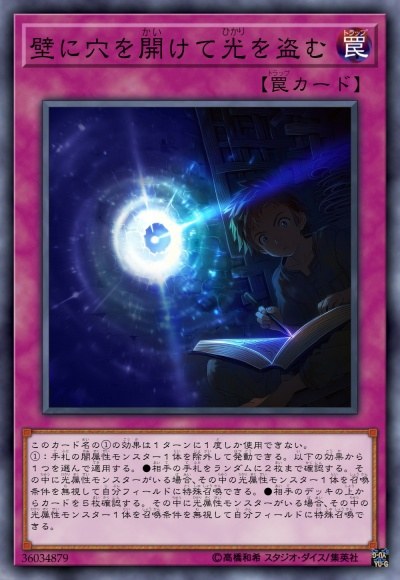 壁に穴を開けて光を盗む
罠
【罠カード】
このカード名の①の効果は１ターンに１度しか使用できない。
①：手札の闇属性モンスター１体を除外して発動できる。以下の効果から
１つを選んで適用する。●相手の手札をランダムに２枚まで確認する。そ
の中に光属性モンスターがいる場合、その中の光属性モンスター１体を召喚
条件を無視して自分フィールドに特殊召喚できる。●相手のデッキの上か
らカードを５枚確認する。その中に光属性モンスターがいる場合、その中の
光属性モンスター１体を召喚条件を無視して自分フィールドに特殊召喚で
きる。
36034879
©高橋和希 スタジオ・ダイス/集英社